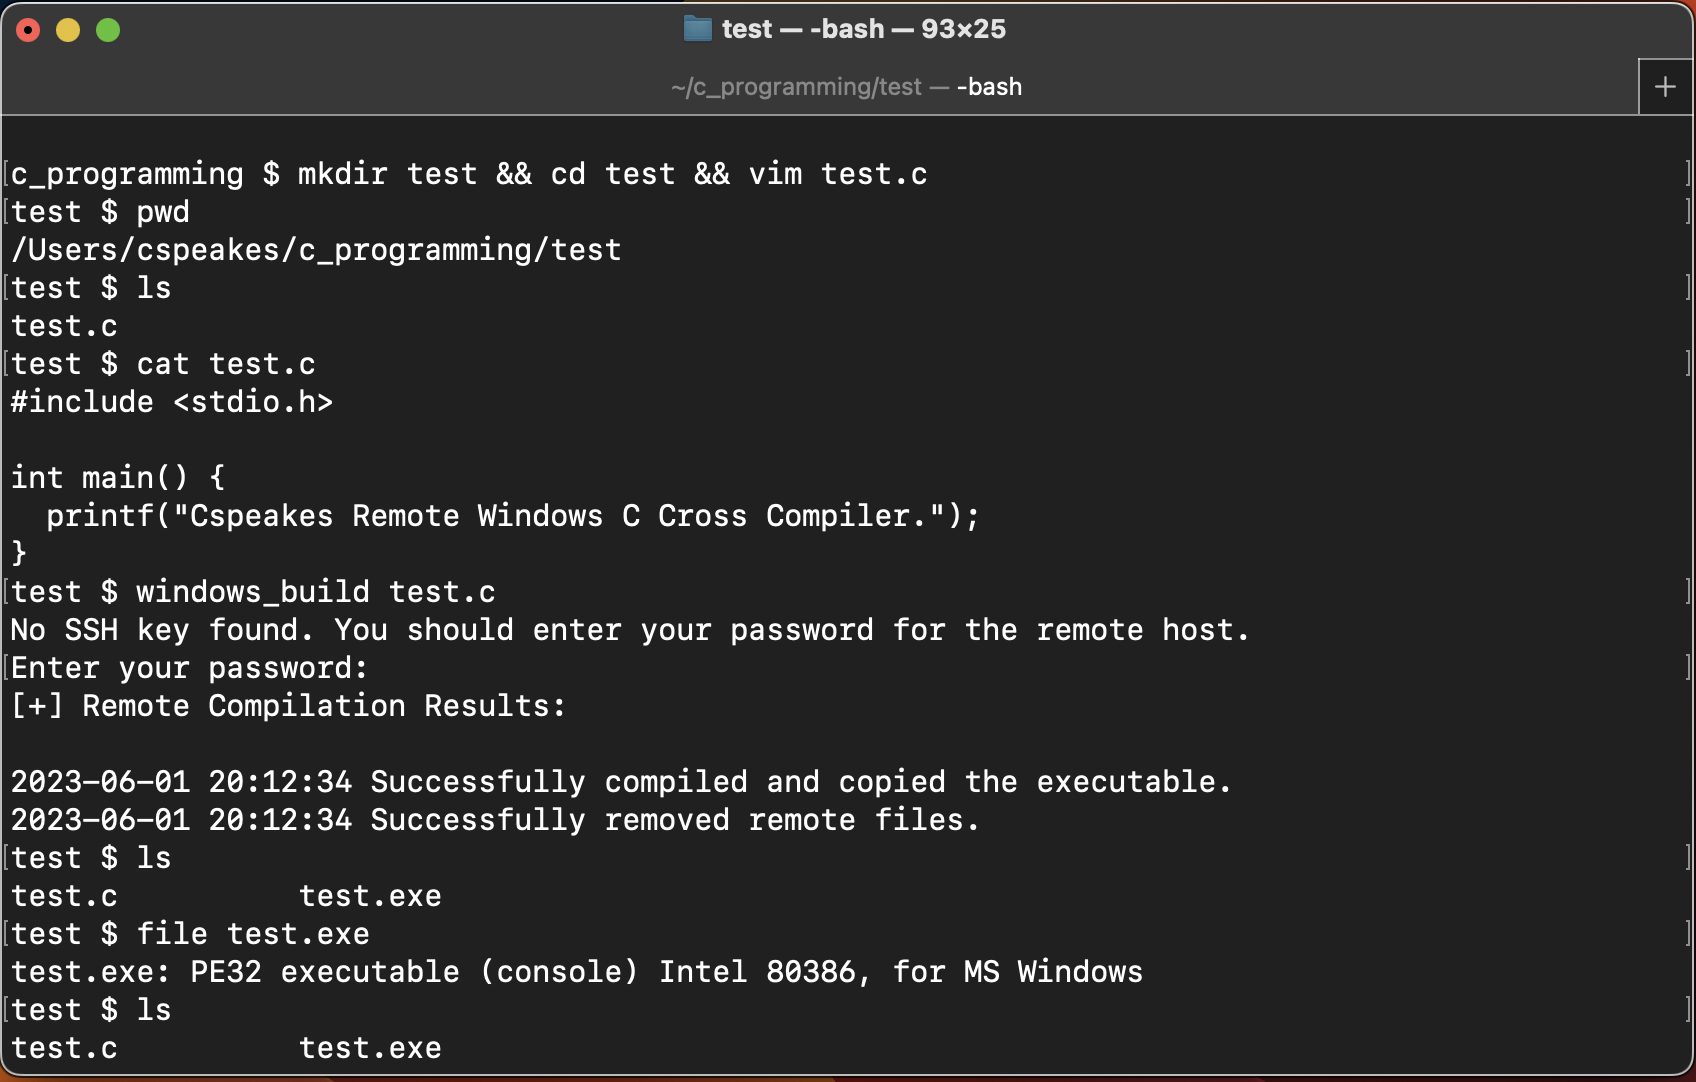 test — -bash — 93×25
~/c_programming/test — -bash
+
c_programming $ mkdir test && cd test && vim test.c
test $ pwd
/Users/cspeakes/c_programming/test
test $ ls
test.c
test $ cat test.c
#include <stdio.h>

int main() {
  printf("Cspeakes Remote Windows C Cross Compiler.");
}
test $ windows_build test.c
No SSH key found. You should enter your password for the remote host.
Enter your password:
[+] Remote Compilation Results:

2023-06-01 20:12:34 Successfully compiled and copied the executable.
2023-06-01 20:12:34 Successfully removed remote files.
test $ ls
test.c          test.exe
test $ file test.exe
test.exe: PE32 executable (console) Intel 80386, for MS Windows
test $ ls
test.c          test.exe